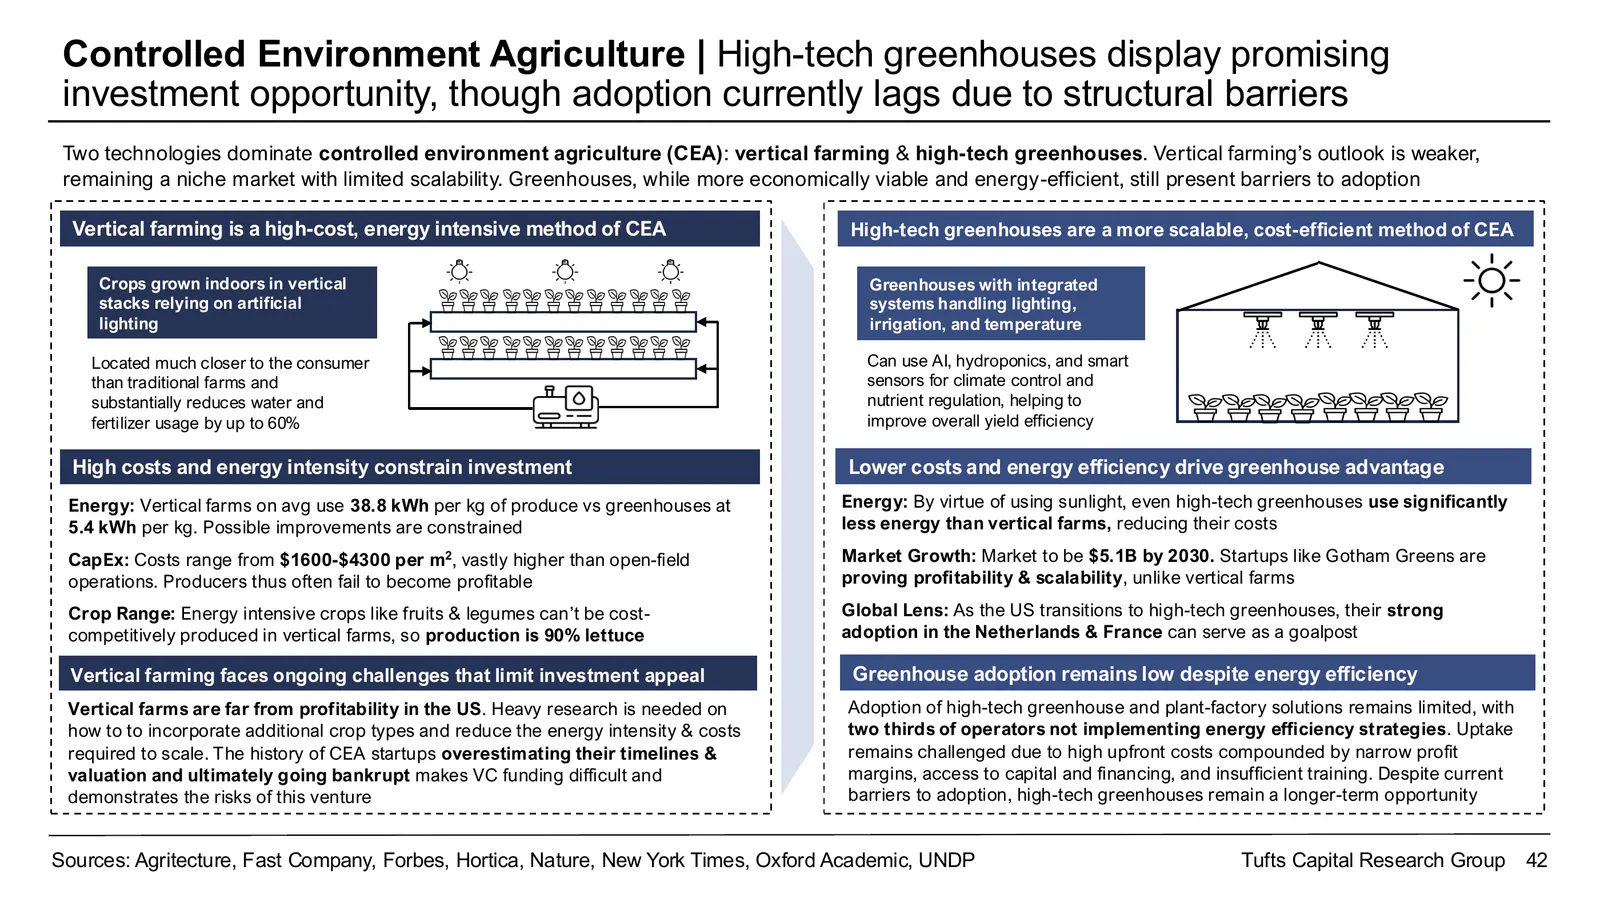 Controlled Environment Agriculture | High-tech greenhouses display promising
investment opportunity, though adoption currently lags due to structural barriers
Two technologies dominate controlled environment agriculture (CEA): vertical farming & high-tech greenhouses. Vertical farming’s outlook is weaker,
remaining a niche market with limited scalability. Greenhouses, while more economically viable and energy-efficient, still present barriers to adoption
Vertical farming is a high-cost, energy intensive method of CEA
Crops grown indoors in vertical
stacks relying on artificial
lighting
Located much closer to the consumer
than traditional farms and
substantially reduces water and
fertilizer usage by up to 60%
High costs and energy intensity constrain investment
Energy: Vertical farms on avg use 38.8 kWh per kg of produce vs greenhouses at
5.4 kWh per kg. Possible improvements are constrained
CapEx: Costs range from $1600-$4300 per m², vastly higher than open-field
operations. Producers thus often fail to become profitable
Crop Range: Energy intensive crops like fruits & legumes can’t be cost-
competitively produced in vertical farms, so production is 90% lettuce
Vertical farming faces ongoing challenges that limit investment appeal
Vertical farms are far from profitability in the US. Heavy research is needed on
how to to incorporate additional crop types and reduce the energy intensity & costs
required to scale. The history of CEA startups overestimating their timelines &
valuation and ultimately going bankrupt makes VC funding difficult and
demonstrates the risks of this venture
High-tech greenhouses are a more scalable, cost-efficient method of CEA
Greenhouses with integrated
systems handling lighting,
irrigation, and temperature
Can use AI, hydroponics, and smart
sensors for climate control and
nutrient regulation, helping to
improve overall yield efficiency
Lower costs and energy efficiency drive greenhouse advantage
Energy: By virtue of using sunlight, even high-tech greenhouses use significantly
less energy than vertical farms, reducing their costs
Market Growth: Market to be $5.1B by 2030. Startups like Gotham Greens are
proving profitability & scalability, unlike vertical farms
Global Lens: As the US transitions to high-tech greenhouses, their strong
adoption in the Netherlands & France can serve as a goalpost
Greenhouse adoption remains low despite energy efficiency
Adoption of high-tech greenhouse and plant-factory solutions remains limited, with
two thirds of operators not implementing energy efficiency strategies. Uptake
remains challenged due to high upfront costs compounded by narrow profit
margins, access to capital and financing, and insufficient training. Despite current
barriers to adoption, high-tech greenhouses remain a longer-term opportunity
Sources: Agritecture, Fast Company, Forbes, Hortica, Nature, New York Times, Oxford Academic, UNDP
Tufts Capital Research Group 42